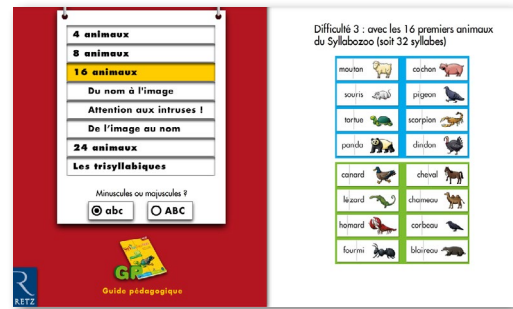 4 animaux
8 animaux
16 animaux
Du nom à l'image
Attention aux intruses !
De l'image au nom
24 animaux
Les trisyllabiques
Minuscules ou majuscules ?
abc ABC
GP
Guide pédagogique
RETZ
Difficulté 3 : avec les 16 premiers animaux
du Syllabozoo (soit 32 syllabes)
mouton cochon
souris pigeon
tortue scorpion
panda dindon
canard cheval
lézard chameau
homard corbeau
fourmi blaireau